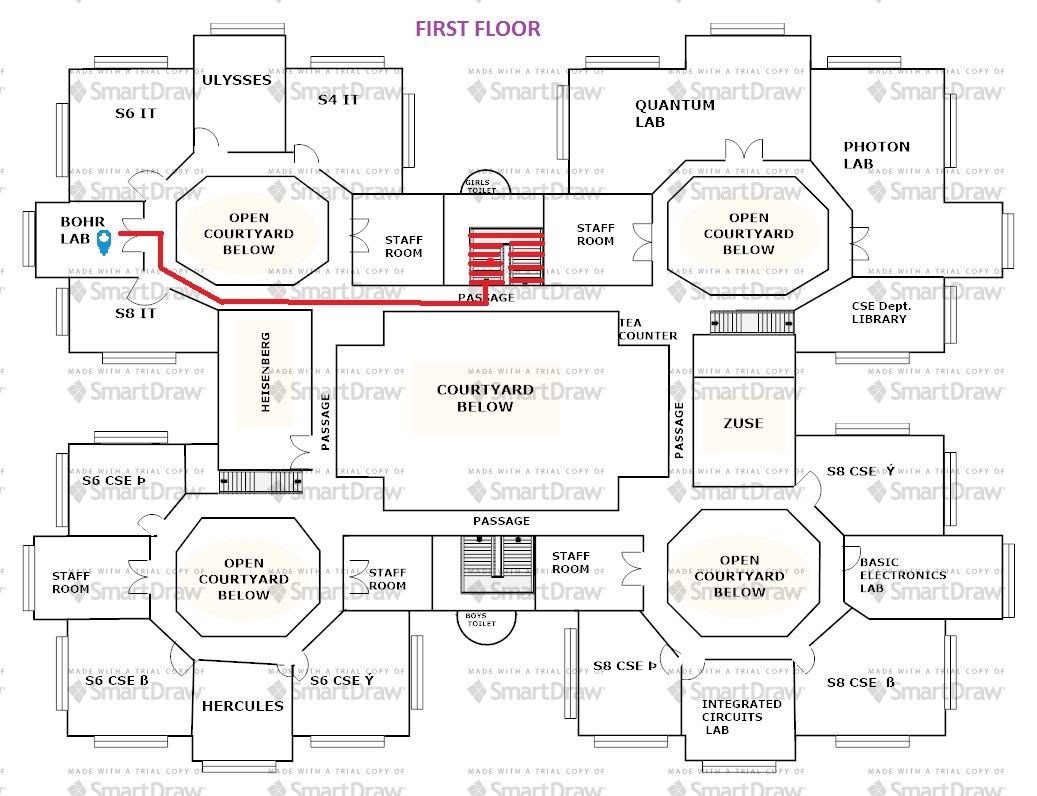 FIRST FLOOR
ULYSSES
S6 IT
S4 IT
QUANTUM
LAB
PHOTON
LAB
GIRLS
TOILET
BOHR
LAB
OPEN
COURTYARD
BELOW
STAFF
ROOM
STAFF
ROOM
OPEN
COURTYARD
BELOW
S8 IT
PASSAGE
CSE Dept.
LIBRARY
TEA
COUNTER
HEISENBERG
PASSAGE
COURTYARD
BELOW
PASSAGE
ZUSE
S6 CSE Þ
S8 CSE Ý
PASSAGE
STAFF
ROOM
OPEN
COURTYARD
BELOW
STAFF
ROOM
STAFF
ROOM
OPEN
COURTYARD
BELOW
BASIC
ELECTRONICS
LAB
BOYS
TOILET
S6 CSE ß
HERCULES
S6 CSE Ý
S8 CSE Þ
INTEGRATED
CIRCUITS
LAB
S8 CSE ß
MADE WITH A TRIAL COPY OF
SmartDraw